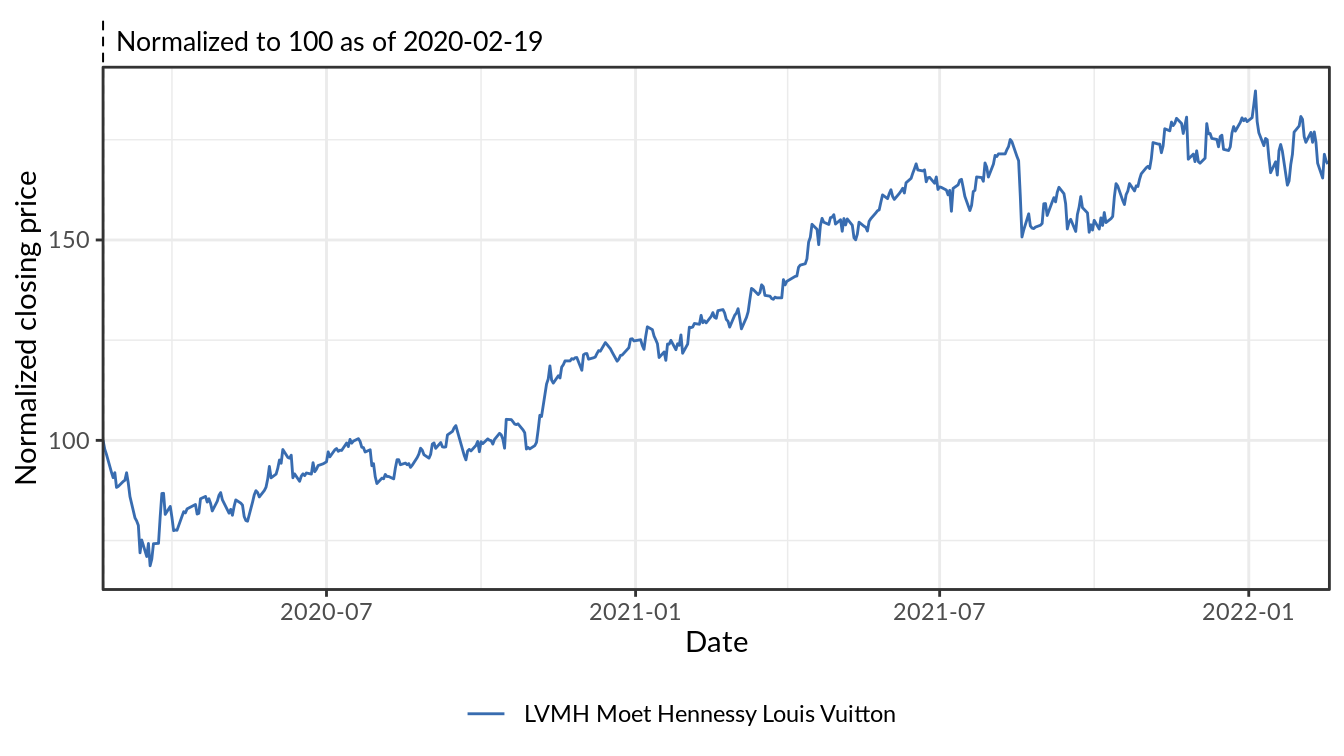 Normalized to 100 as of 2020-02-19
Normalized closing price
150
100
2020-07
2021-01
2021-07
2022-01
Date
LVMH Moet Hennessy Louis Vuitton